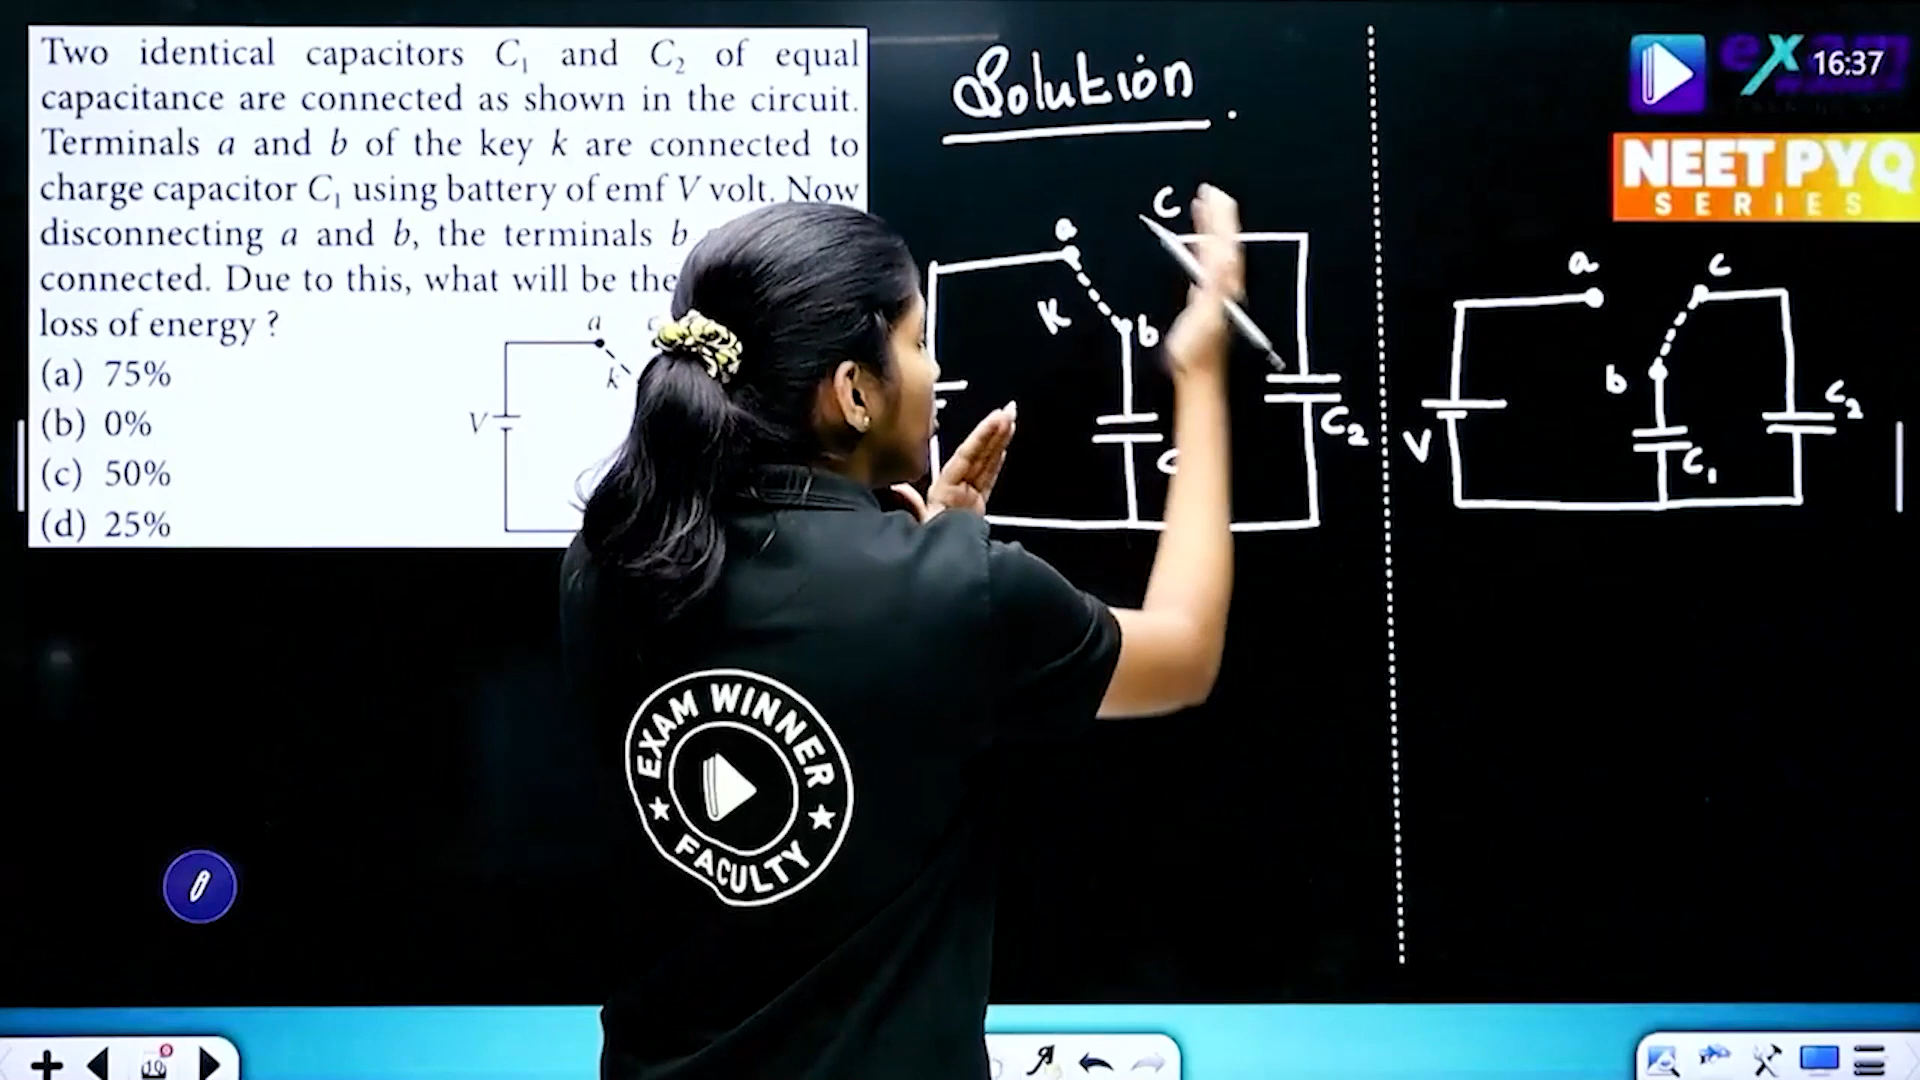 Two identical capacitors C₁ and C₂ of equal
capacitance are connected as shown in the circuit.
Terminals a and b of the key k are connected to
charge capacitor C₁ using battery of emf V volt. Now
disconnecting a and b, the terminals b
connected. Due to this, what will be the
loss of energy ?
(a) 75%
(b) 0%
(c) 50%
(d) 25%
a
k
V
Solution.
a
c
K
b
C
C₂
a
c
b
V
C₁
C₂
16:37
NEET PYQ
SERIES
EXAM WINNER
FACULTY
10